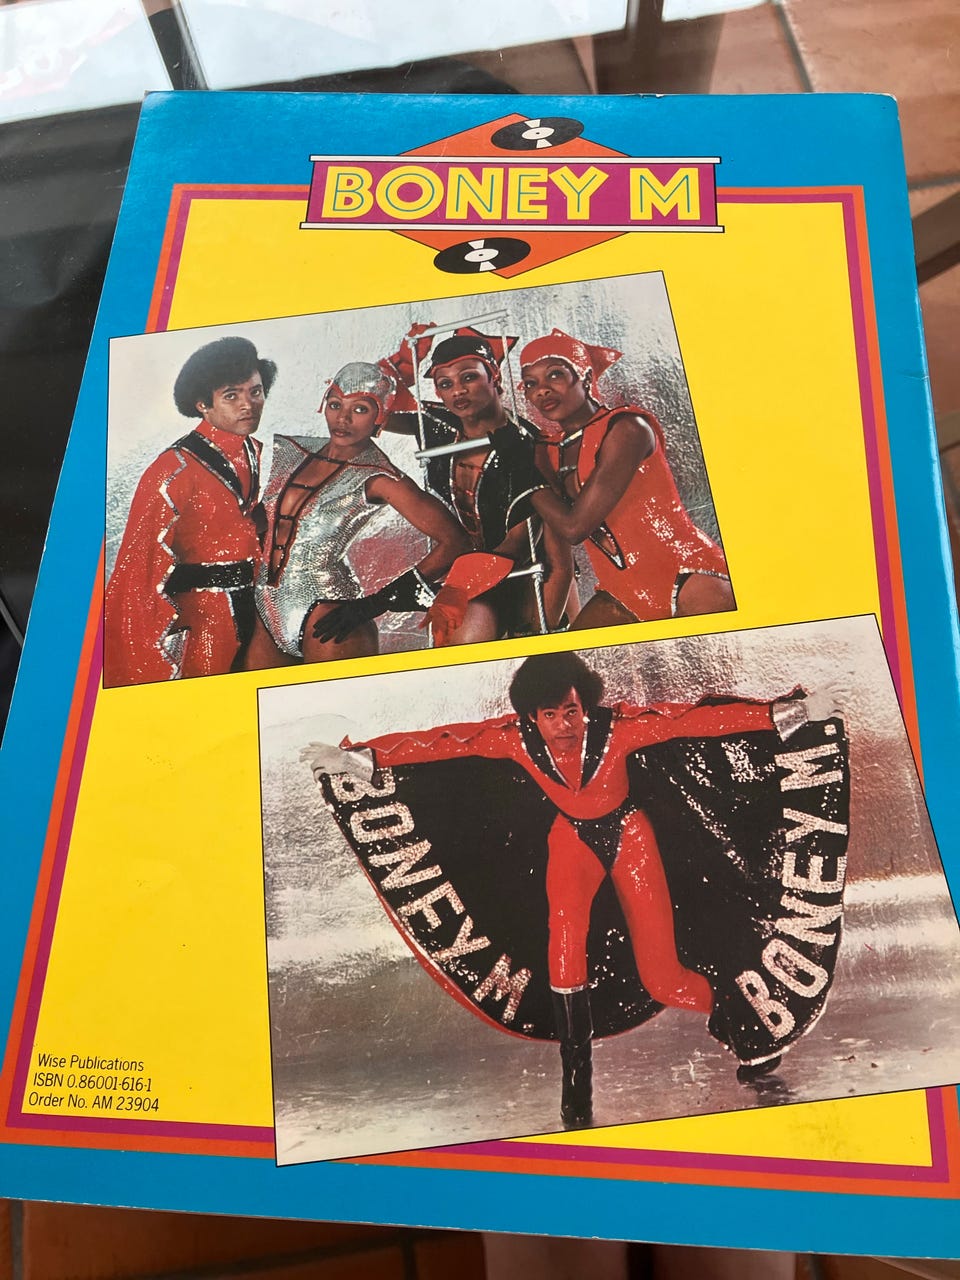 BONEY M
BONEY M.
BONEY M.
Wise Publications
ISBN 0.86001-616-1
Order No. AM 23904